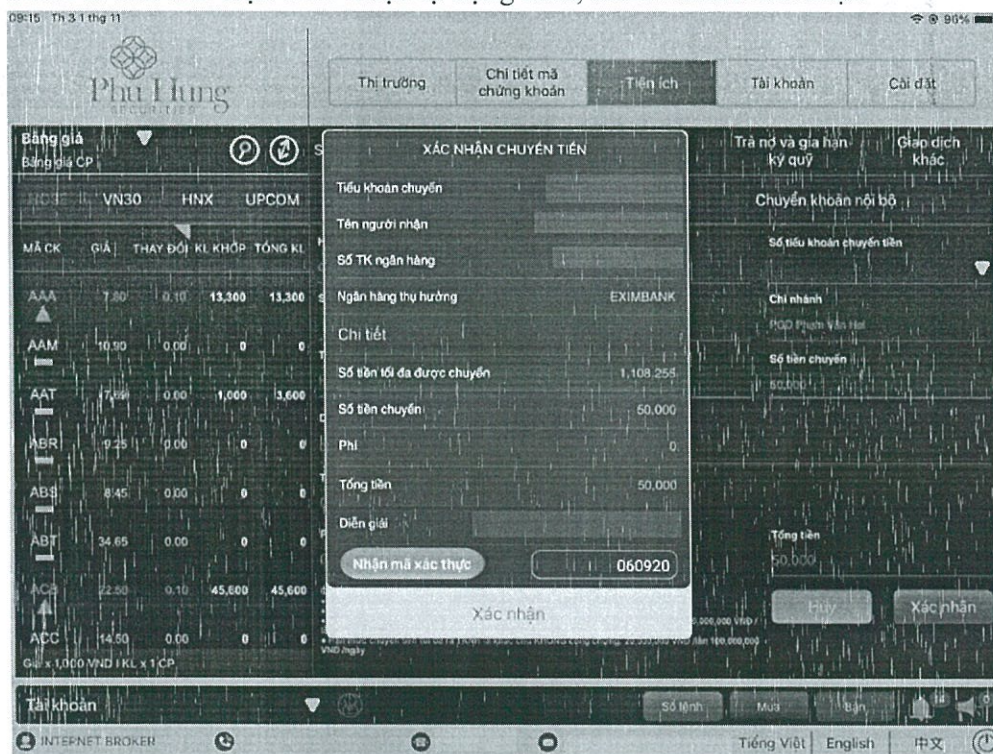 09:15 Th 3 1 thg 11
96%
Phu Hung
SECURITIES
Thị trường
Chi tiết mã chứng khoán
Tiện ích
Tài khoản
Cài đặt
Bảng giá
Bảng giá CP
HOSE VN30 HNX UPCOM
MÃ CK GIÁ THAY ĐỔI KL KHỚP TỔNG KL
AAA 7.80 0.10 13,300 13,300
AAM 10.90 0.00 0 0
AAT 0.00 1,000 3,600
ABR 9.25 0.00 0 0
ABS 8.45 0.00 0 0
ABT 34.65 0.00 0 0
ACB 22.50 0.10 45,600 45,600
ACC 14.50 0.00 0 0
Giá x 1,000 VND I KL x 1 CP
XÁC NHẬN CHUYỂN TIỀN
Tiểu khoản chuyển
Tên người nhận
Số TK ngân hàng
Ngân hàng thụ hưởng EXIMBANK
Chi tiết
Số tiền tối đa được chuyển 1,108,255
Số tiền chuyển 50,000
Phí 0
Tổng tiền 50,000
Diễn giải
Nhận mã xác thực 060920
Xác nhận
Trả nợ và gia hạn ký quỹ
Giao dịch khác
Chuyển khoản nội bộ
Số tiểu khoản chuyển tiền
Chi nhánh
PGD Phạm Văn Hai
Số tiền chuyển
50,000
Tổng tiền
50,000
Hủy
Xác nhận
VND /ngày
Tài khoản
Sổ lệnh
Mua
Bán
INTERNET BROKER
Tiếng Việt English 中文